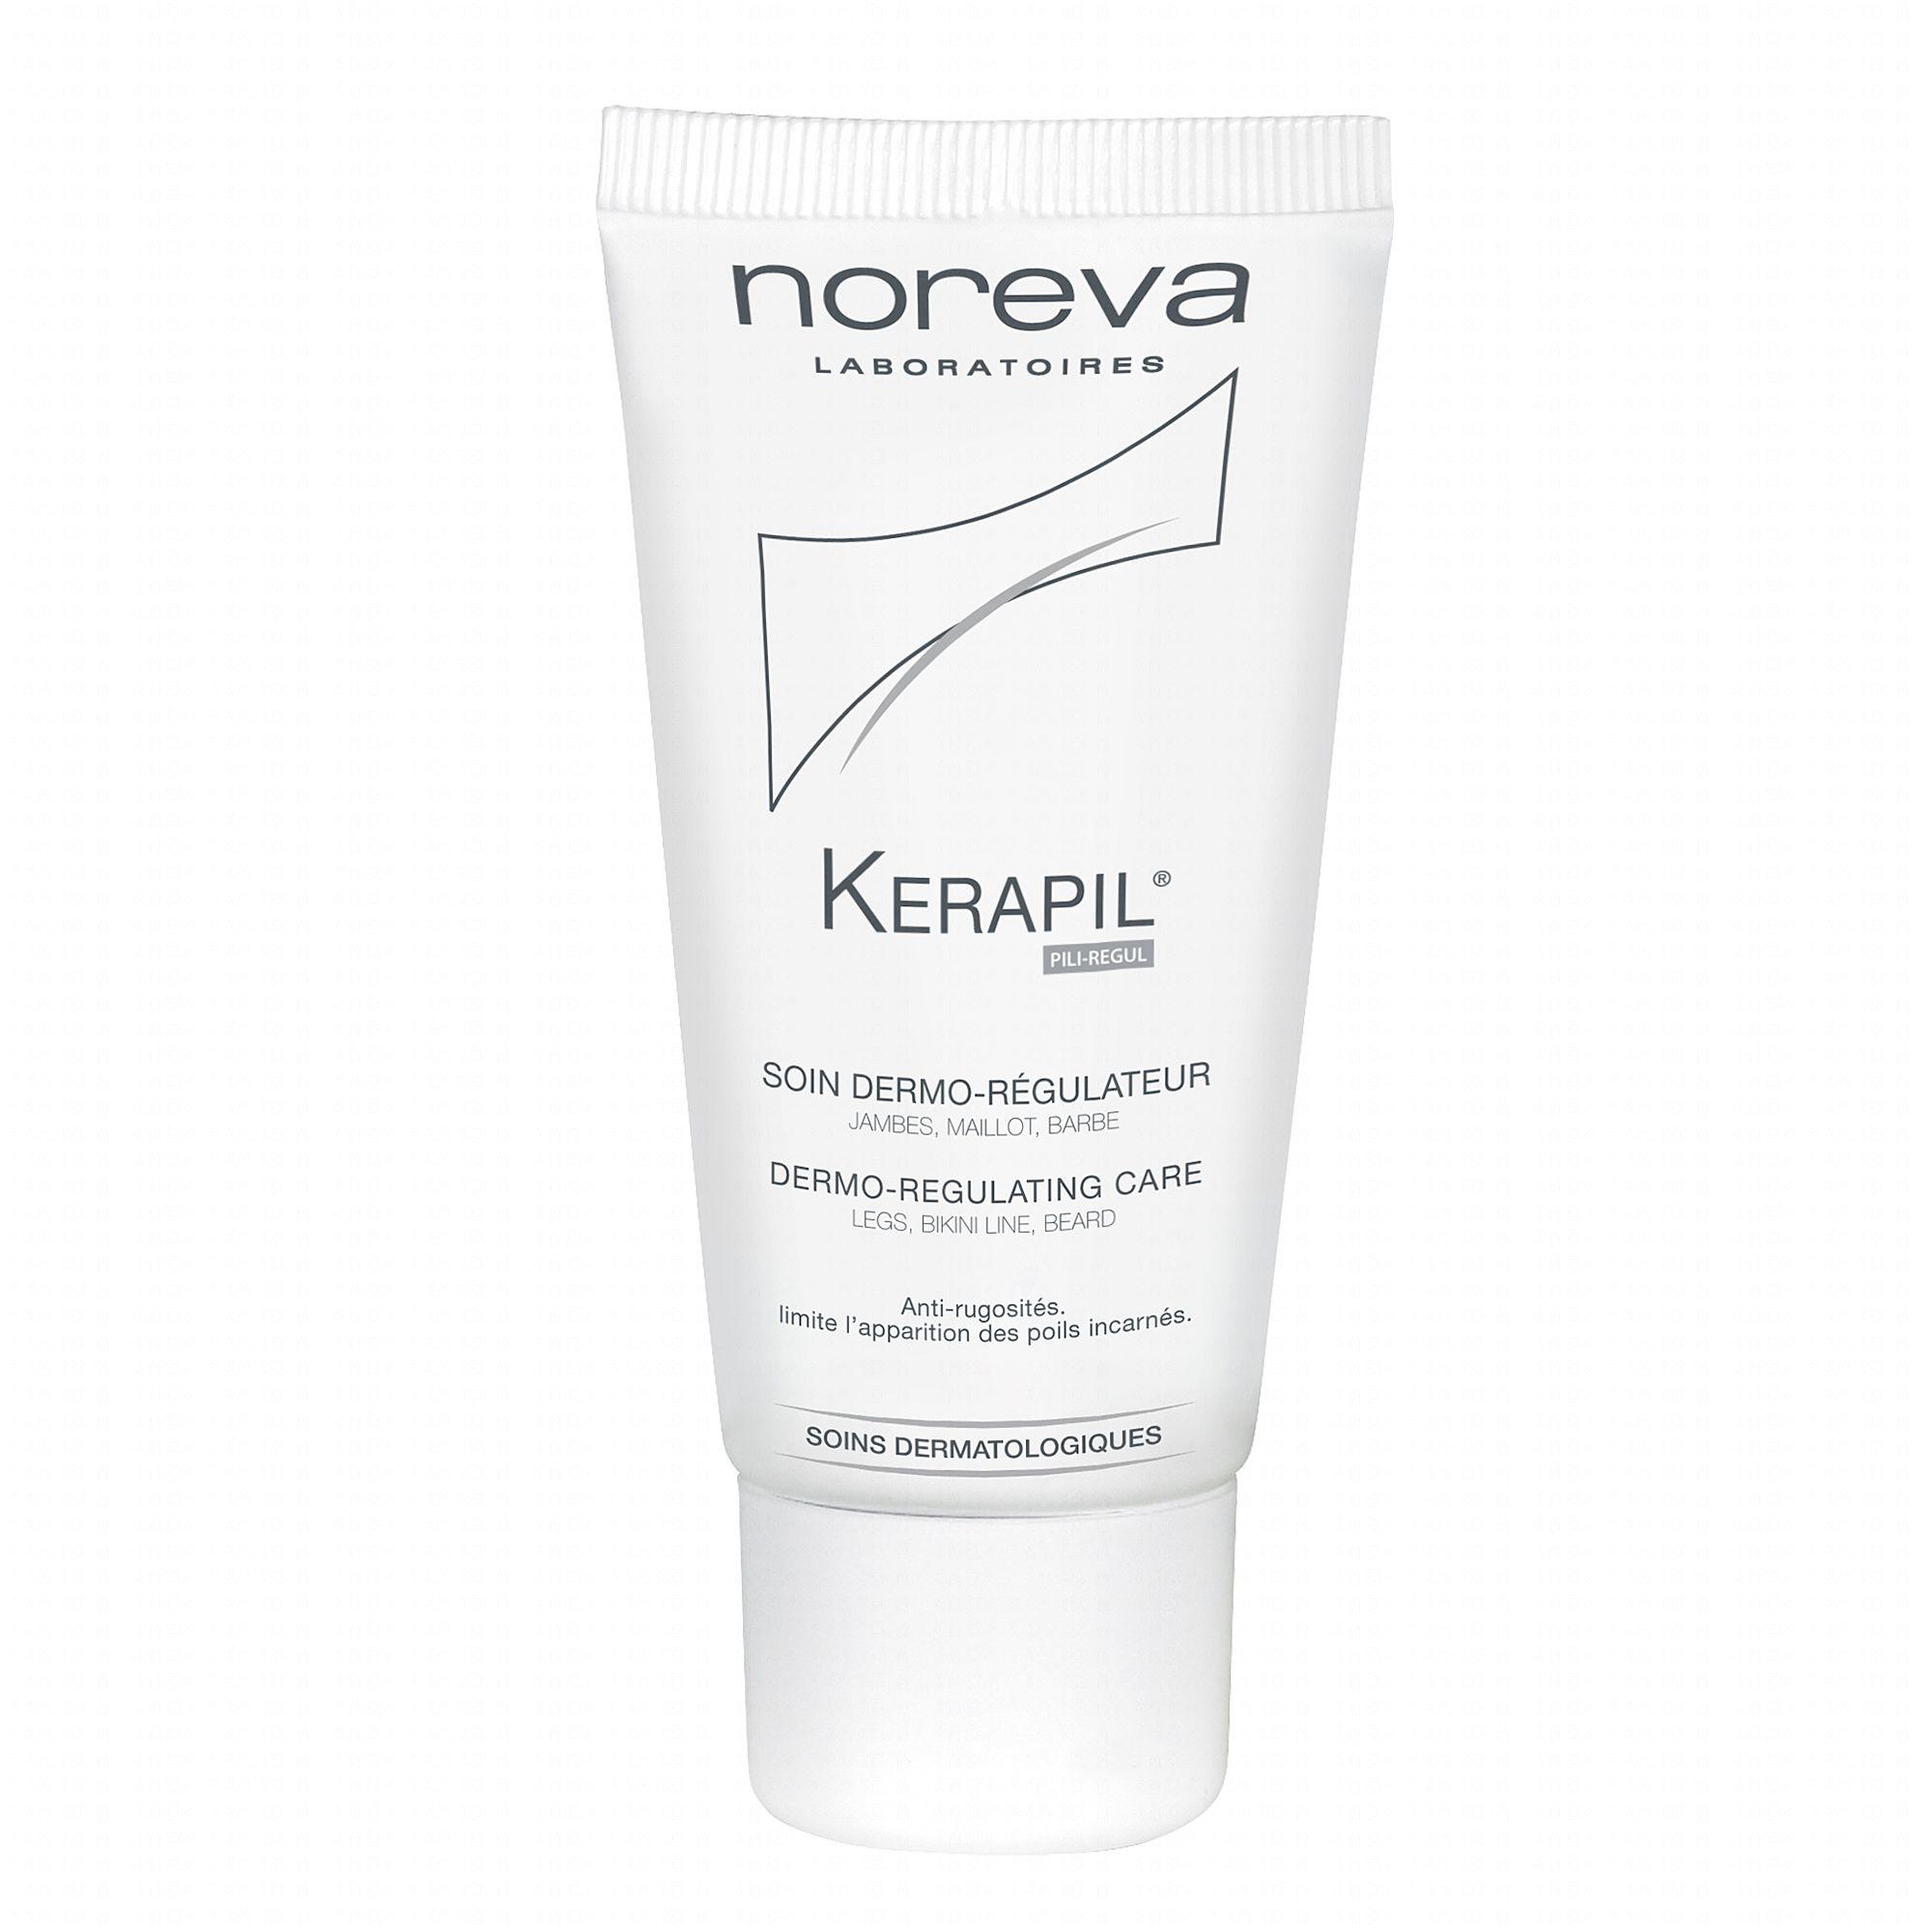 noreva
LABORATOIRES
KERAPIL®
PILI-REGUL
SOIN DERMO-RÉGULATEUR
JAMBES, MAILLOT, BARBE
DERMO-REGULATING CARE
LEGS, BIKINI LINE, BEARD
Anti-rugosités.
limite l'apparition des poils incarnés.
SOINS DERMATOLOGIQUES